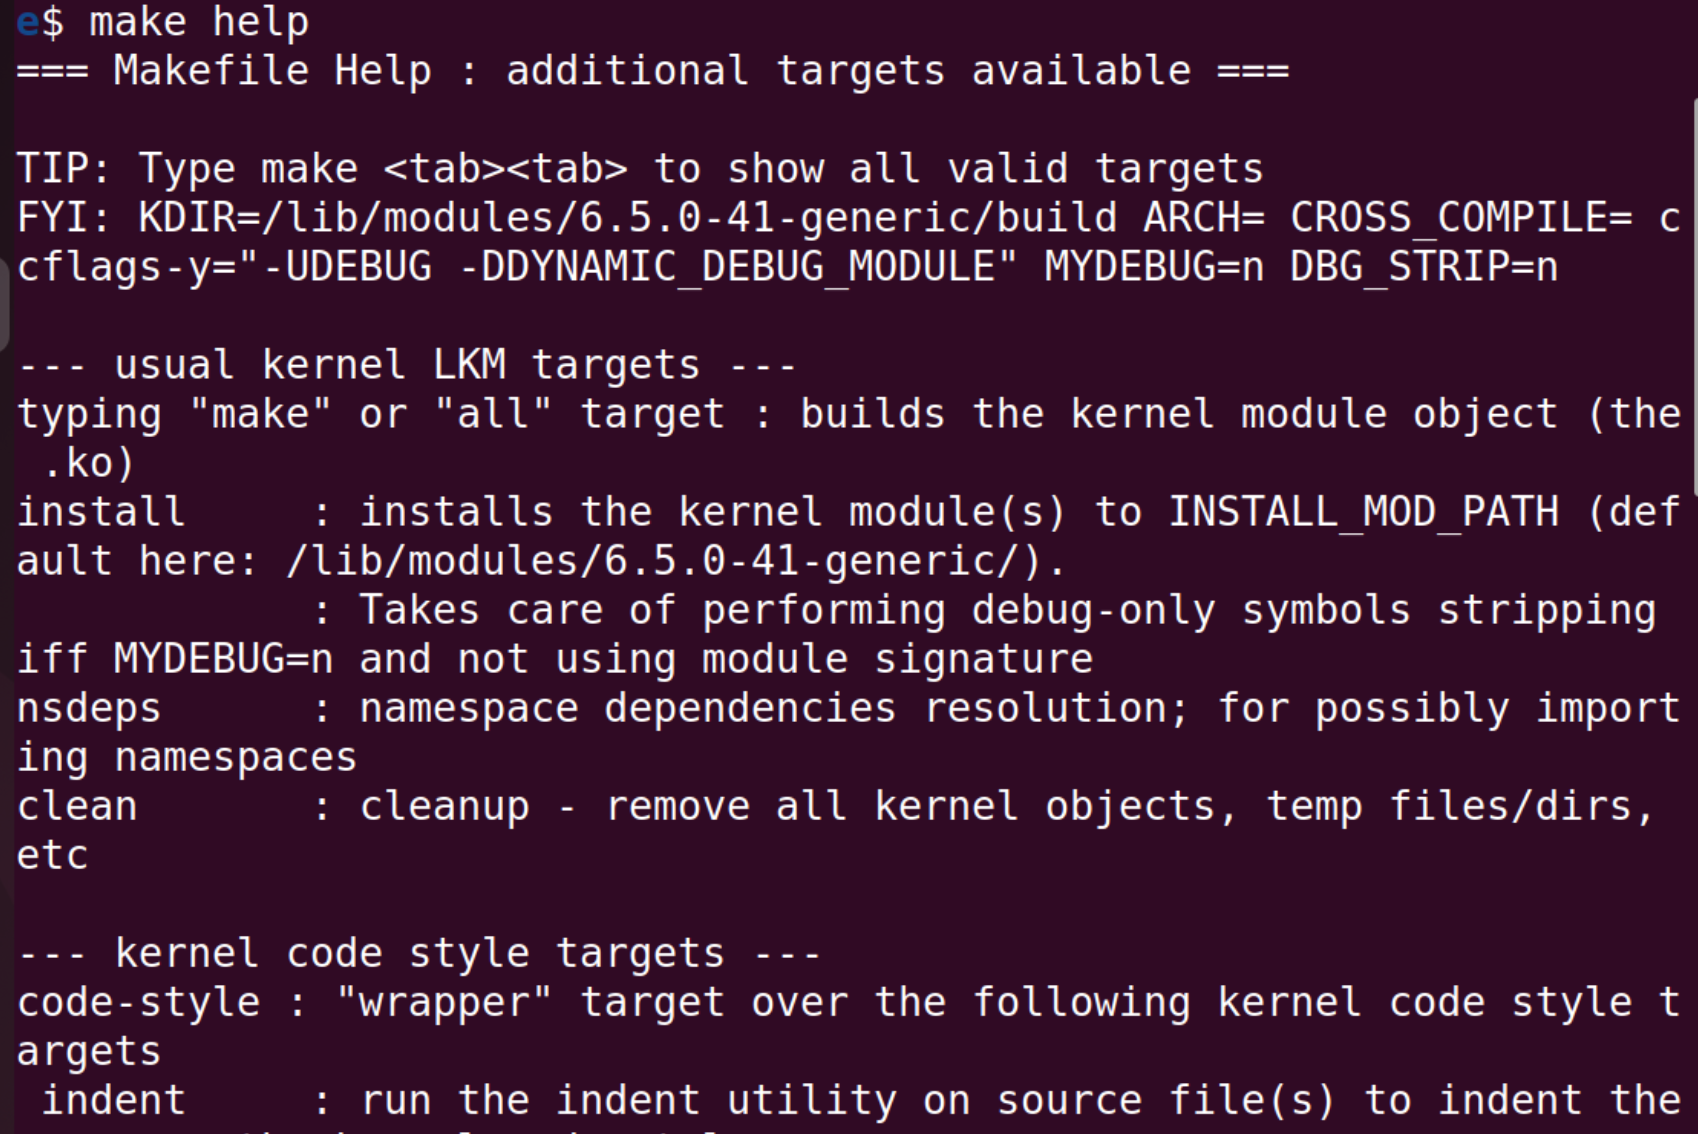 e$ make help
=== Makefile Help : additional targets available ===
TIP: Type make <tab><tab> to show all valid targets
FYI: KDIR=/lib/modules/6.5.0-41-generic/build ARCH= CROSS_COMPILE= c
cflags-y="-UDEBUG -DDYNAMIC_DEBUG_MODULE" MYDEBUG=n DBG_STRIP=n
--- usual kernel LKM targets ---
typing "make" or "all" target : builds the kernel module object (the
 .ko)
install     : installs the kernel module(s) to INSTALL_MOD_PATH (def
ault here: /lib/modules/6.5.0-41-generic/).
            : Takes care of performing debug-only symbols stripping
iff MYDEBUG=n and not using module signature
nsdeps      : namespace dependencies resolution; for possibly import
ing namespaces
clean       : cleanup - remove all kernel objects, temp files/dirs,
etc
--- kernel code style targets ---
code-style : "wrapper" target over the following kernel code style t
argets
 indent     : run the indent utility on source file(s) to indent the